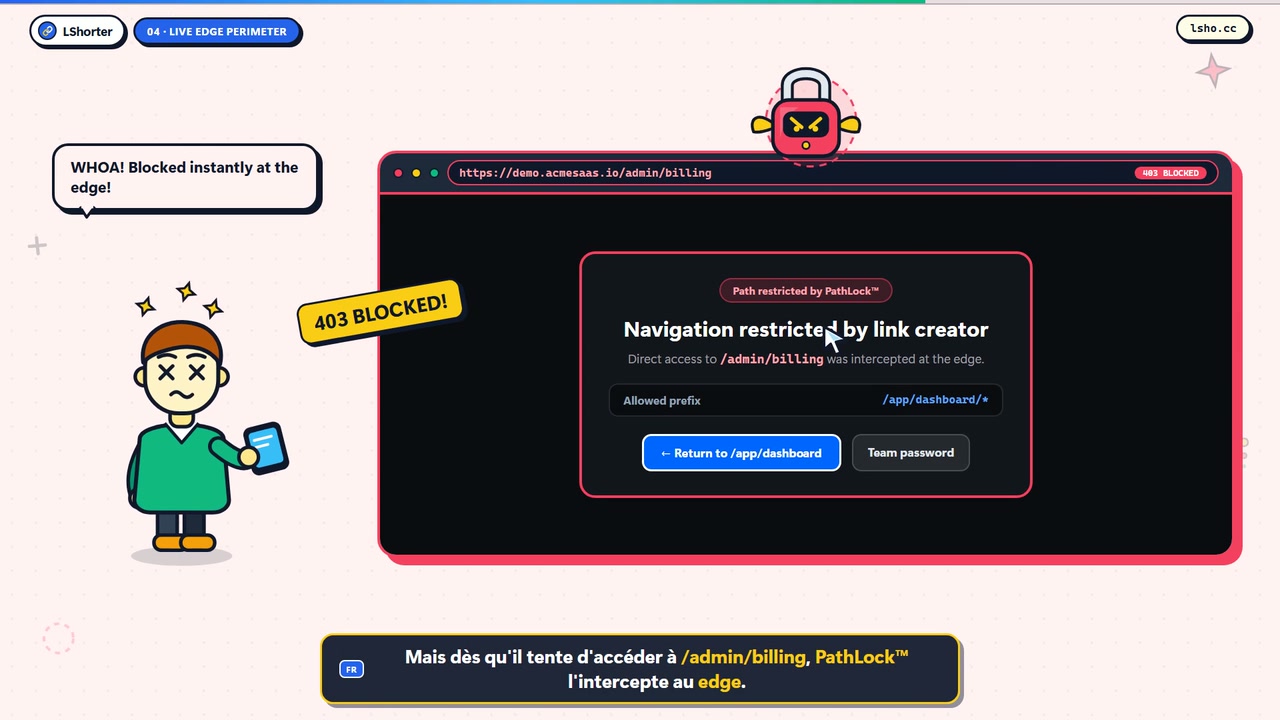 LShorter
04 · LIVE EDGE PERIMETER
lsho.cc
WHOA! Blocked instantly at the
edge!
https://demo.acmesaas.io/admin/billing
403 BLOCKED
403 BLOCKED!
Path restricted by PathLock™
Navigation restricted by link creator
Direct access to /admin/billing was intercepted at the edge.
Allowed prefix
/app/dashboard/*
← Return to /app/dashboard
Team password
FR
Mais dès qu'il tente d'accéder à /admin/billing, PathLock™
l'intercepte au edge.